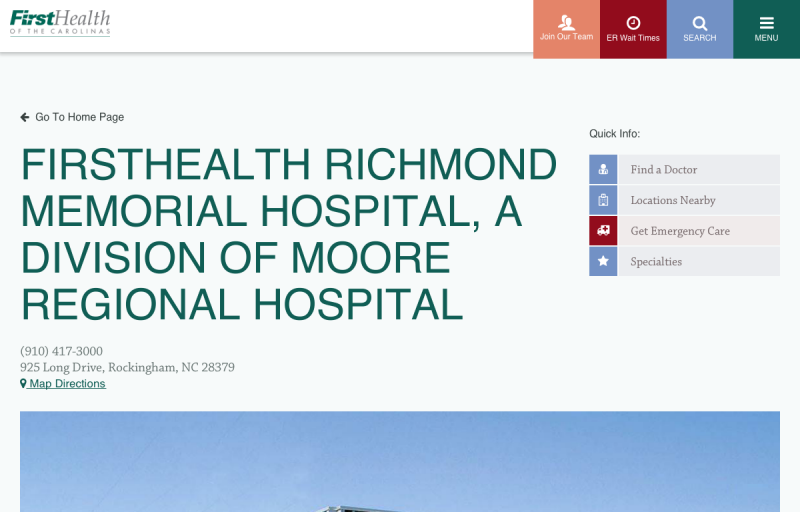 FirstHealth
OF THE CAROLINAS
Join Our Team
ER Wait Times
SEARCH
MENU
Go To Home Page
FIRSTHEALTH RICHMOND
MEMORIAL HOSPITAL, A
DIVISION OF MOORE
REGIONAL HOSPITAL
(910) 417-3000
925 Long Drive, Rockingham, NC 28379
Map Directions
Quick Info:
Find a Doctor
Locations Nearby
Get Emergency Care
Specialties